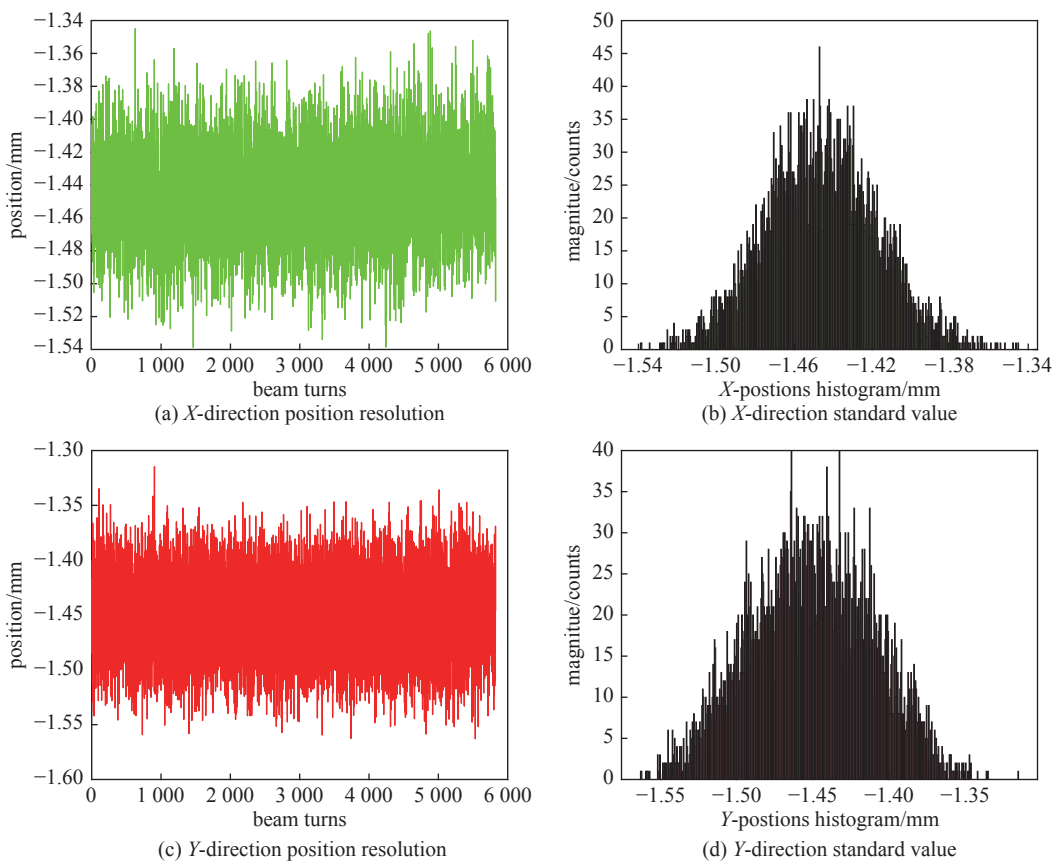 −1.34
−1.36
−1.38
−1.40
−1.42
−1.44
−1.46
−1.48
−1.50
−1.52
−1.54
position/mm
0 1 000 2 000 3 000 4 000 5 000 6 000
beam turns
(a) X-direction position resolution
50
45
40
35
30
25
20
15
10
5
0
magnitue/counts
−1.54 −1.50 −1.46 −1.42 −1.38 −1.34
X-postions histogram/mm
(b) X-direction standard value
−1.30
−1.35
−1.40
−1.45
−1.50
−1.55
−1.60
position/mm
0 1 000 2 000 3 000 4 000 5 000 6 000
beam turns
(c) Y-direction position resolution
40
35
30
25
20
15
10
5
0
magnitue/counts
−1.55 −1.50 −1.45 −1.40 −1.35
Y-postions histogram/mm
(d) Y-direction standard value